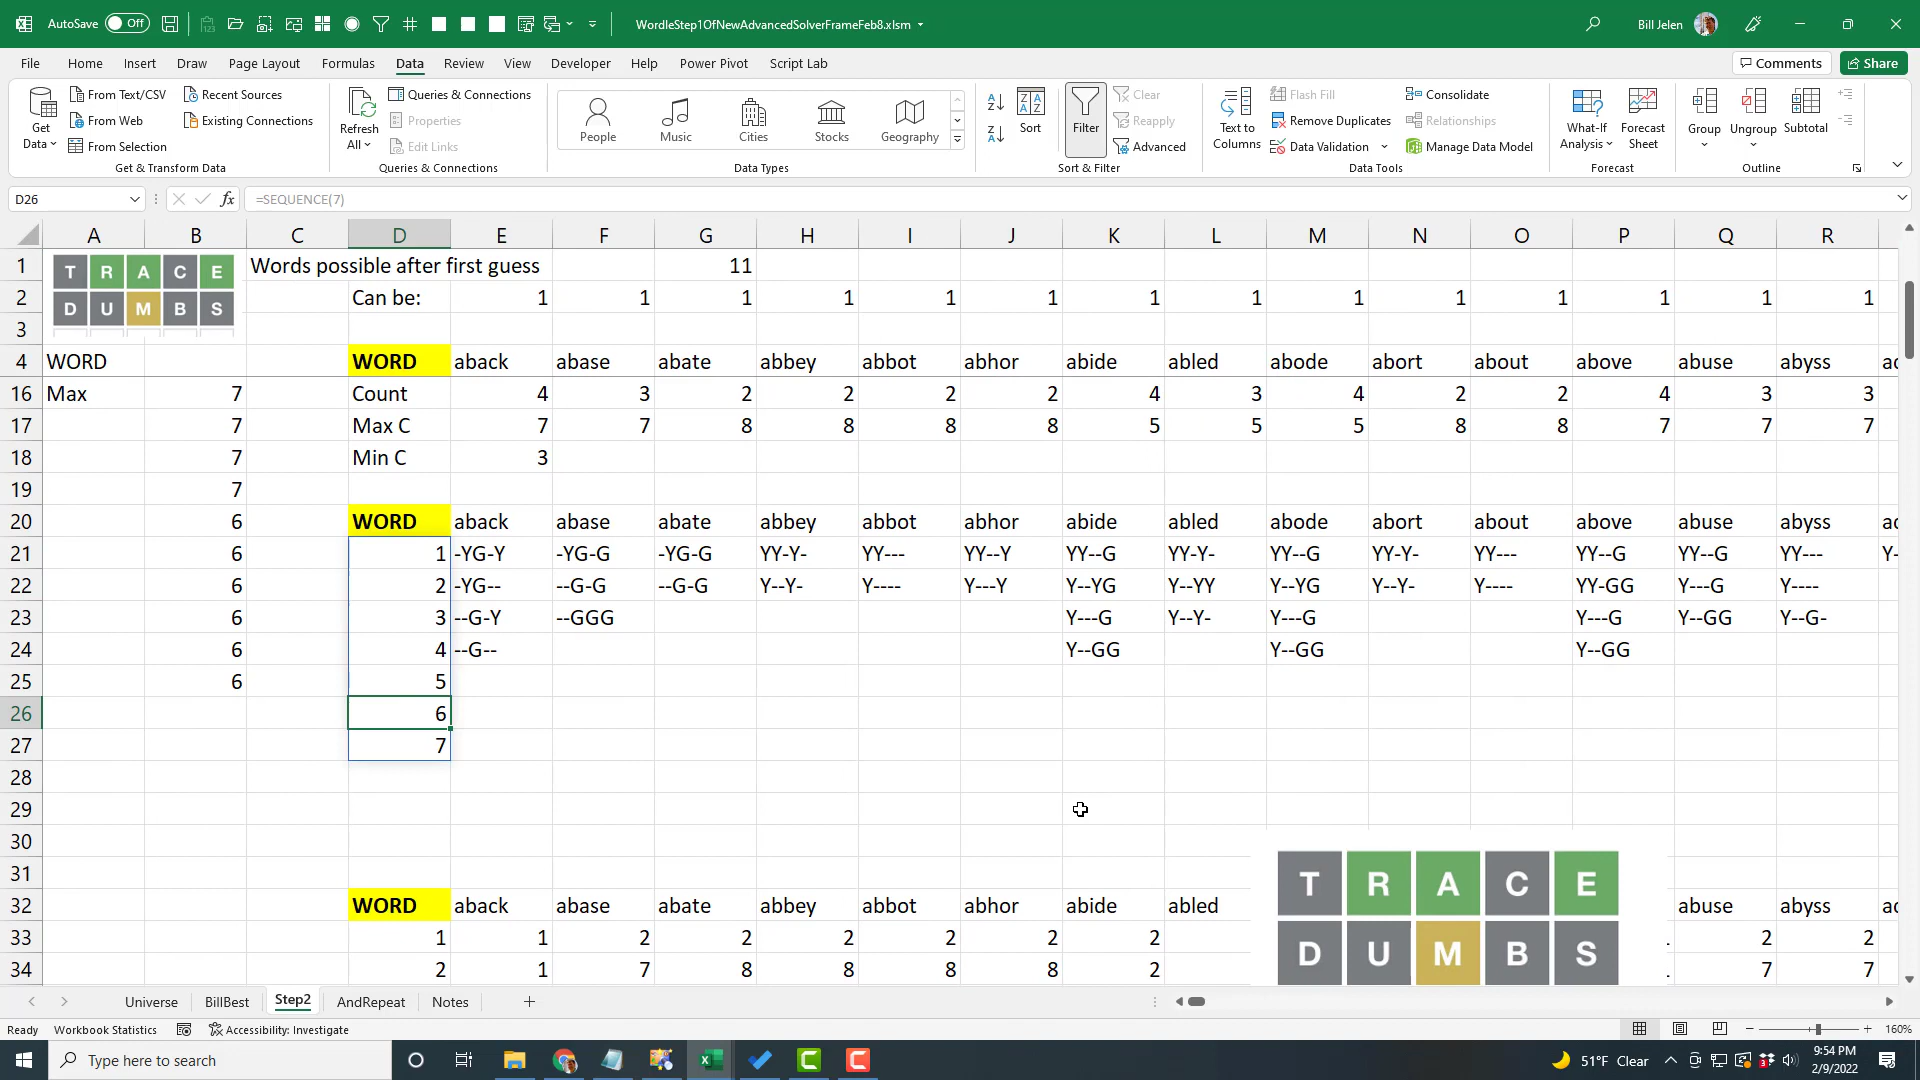 AutoSave Off WordleStep1OfNewAdvancedSolverFrameFeb8.xlsm Bill Jelen
File Home Insert Draw Page Layout Formulas Data Review View Developer Help Power Pivot Script Lab Comments Share
Get Data From Text/CSV From Web From Selection Recent Sources Existing Connections
Get & Transform Data
Refresh All Queries & Connections Properties Edit Links
Queries & Connections
People Music Cities Stocks Geography
Data Types
Sort Filter Clear Reapply Advanced
Sort & Filter
Text to Columns Flash Fill Remove Duplicates Data Validation Consolidate Relationships Manage Data Model
Data Tools
What-If Analysis Forecast Sheet
Forecast
Group Ungroup Subtotal
Outline
D26 fx =SEQUENCE(7)
A B C D E F G H I J K L M N O P Q R
1 T R A C E Words possible after first guess 11
2 D U M B S Can be: 1 1 1 1 1 1 1 1 1 1 1 1 1 1
3
4 WORD WORD aback abase abate abbey abbot abhor abide abled abode abort about above abuse abyss
16 Max 7 Count 4 3 2 2 2 2 4 3 4 2 2 4 3 3
17 7 Max C 7 7 8 8 8 8 5 5 5 8 8 7 7 7
18 7 Min C 3
19 7
20 6 WORD aback abase abate abbey abbot abhor abide abled abode abort about above abuse abyss
21 6 1 -YG-Y -YG-G -YG-G YY-Y- YY--- YY--Y YY--G YY-Y- YY--G YY-Y- YY--- YY--G YY--G YY---
22 6 2 -YG-- --G-G --G-G Y--Y- Y---- Y---Y Y--YG Y--YY Y--YG Y--Y- Y---- YY-GG Y---G Y----
23 6 3 --G-Y --GGG Y---G Y--Y- Y---G Y---G Y--GG Y--G-
24 6 4 --G-- Y--GG Y--GG Y--GG
25 6 5
26 6
27 7
28
29
30
31
32 WORD aback abase abate abbey abbot abhor abide abled abuse abyss
33 1 1 2 2 2 2 2 2 2 2
34 2 1 7 8 8 8 8 2 7 7
T R A C E
D U M B S
Universe BillBest Step2 AndRepeat Notes
Ready Workbook Statistics Accessibility: Investigate 160%
Type here to search 51°F Clear 9:54 PM
2/9/2022